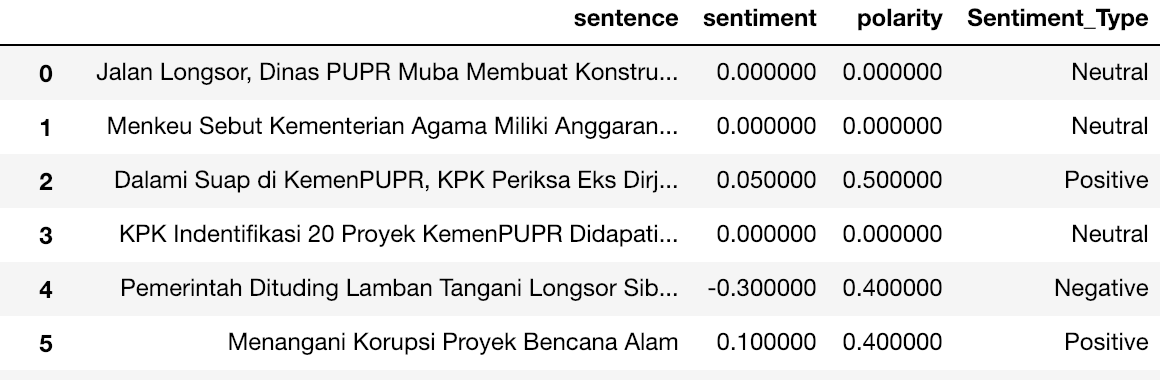 sentence sentiment polarity Sentiment_Type
0 Jalan Longsor, Dinas PUPR Muba Membuat Konstru... 0.000000 0.000000 Neutral
1 Menkeu Sebut Kementerian Agama Miliki Anggaran... 0.000000 0.000000 Neutral
2 Dalami Suap di KemenPUPR, KPK Periksa Eks Dirj... 0.050000 0.500000 Positive
3 KPK Indentifikasi 20 Proyek KemenPUPR Didapati... 0.000000 0.000000 Neutral
4 Pemerintah Dituding Lamban Tangani Longsor Sib... -0.300000 0.400000 Negative
5 Menangani Korupsi Proyek Bencana Alam 0.100000 0.400000 Positive